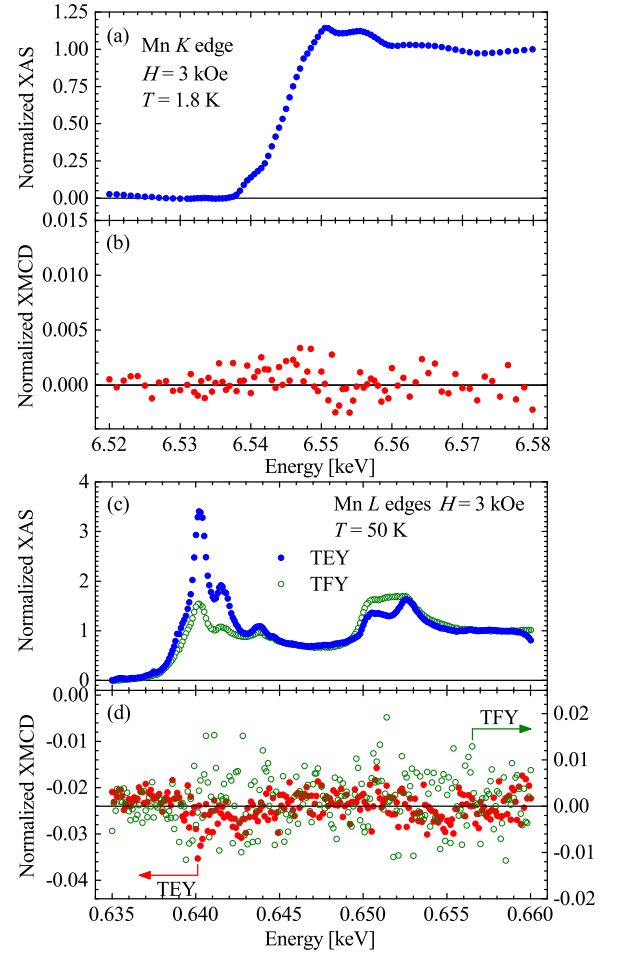 1.25
1.00
0.75
0.50
1.25
0.00
0.015
Normalized XAS
(a)
Mn K edge
H = 3 kOe
T = 1.8 K
(b)
0.010
0.005
0.000
Normalized XMCD
6.52 6.53 6.54 6.55 6.56 6.57 6.58
Energy [keV]
(c)
Mn L edges H = 3 kOe
T = 50 K
TEY
TFY
4
3
2
1
0
Normalized XAS
(d)
0.00
-0.01
-0.02
-0.03
-0.04
Normalized XMCD
TFY
TEY
0.02
0.01
0.00
-0.01
-0.02
0.635 0.640 0.645 0.650 0.655 0.660
Energy [keV]